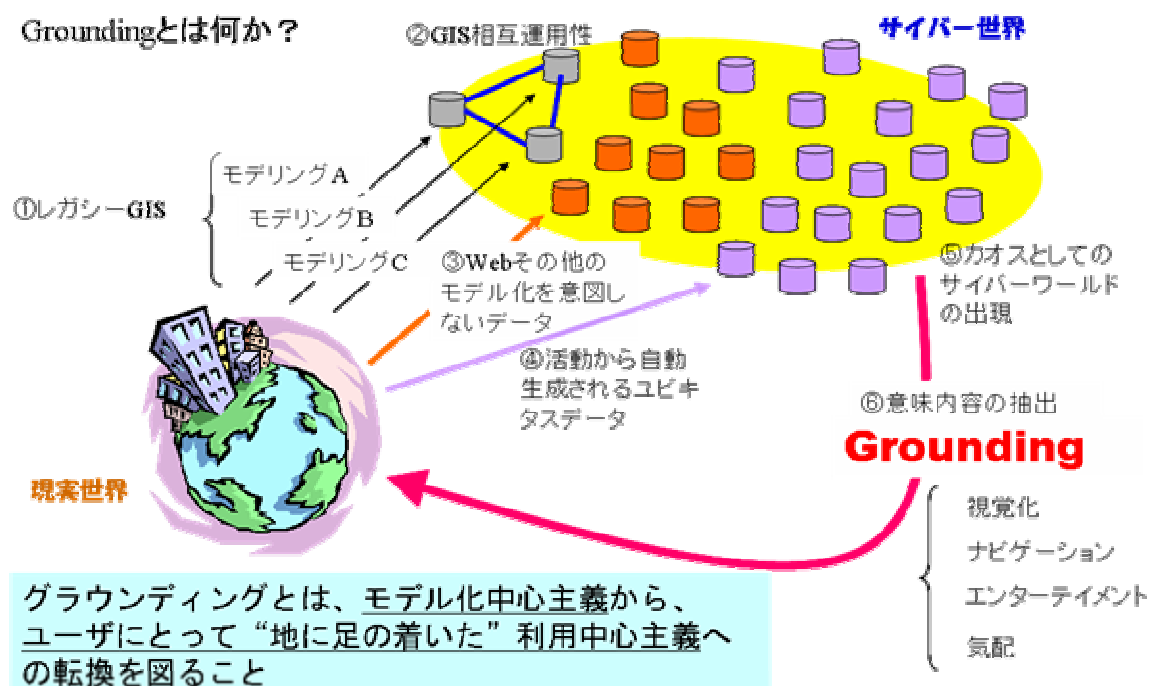 Groundingとは何か？
②GIS相互運用性
サイバー世界
①レガシーGIS
モデリングA
モデリングB
モデリングC
③Webその他の
モデル化を意図し
ないデータ
④活動から自動
生成されるユビキ
タスデータ
⑤カオスとしての
サイバーワールド
の出現
⑥意味内容の抽出
Grounding
現実世界
視覚化
ナビゲーション
エンターテイメント
気配
グラウンディングとは、モデル化中心主義から、
ユーザにとって“地に足の着いた”利用中心主義へ
の転換を図ること